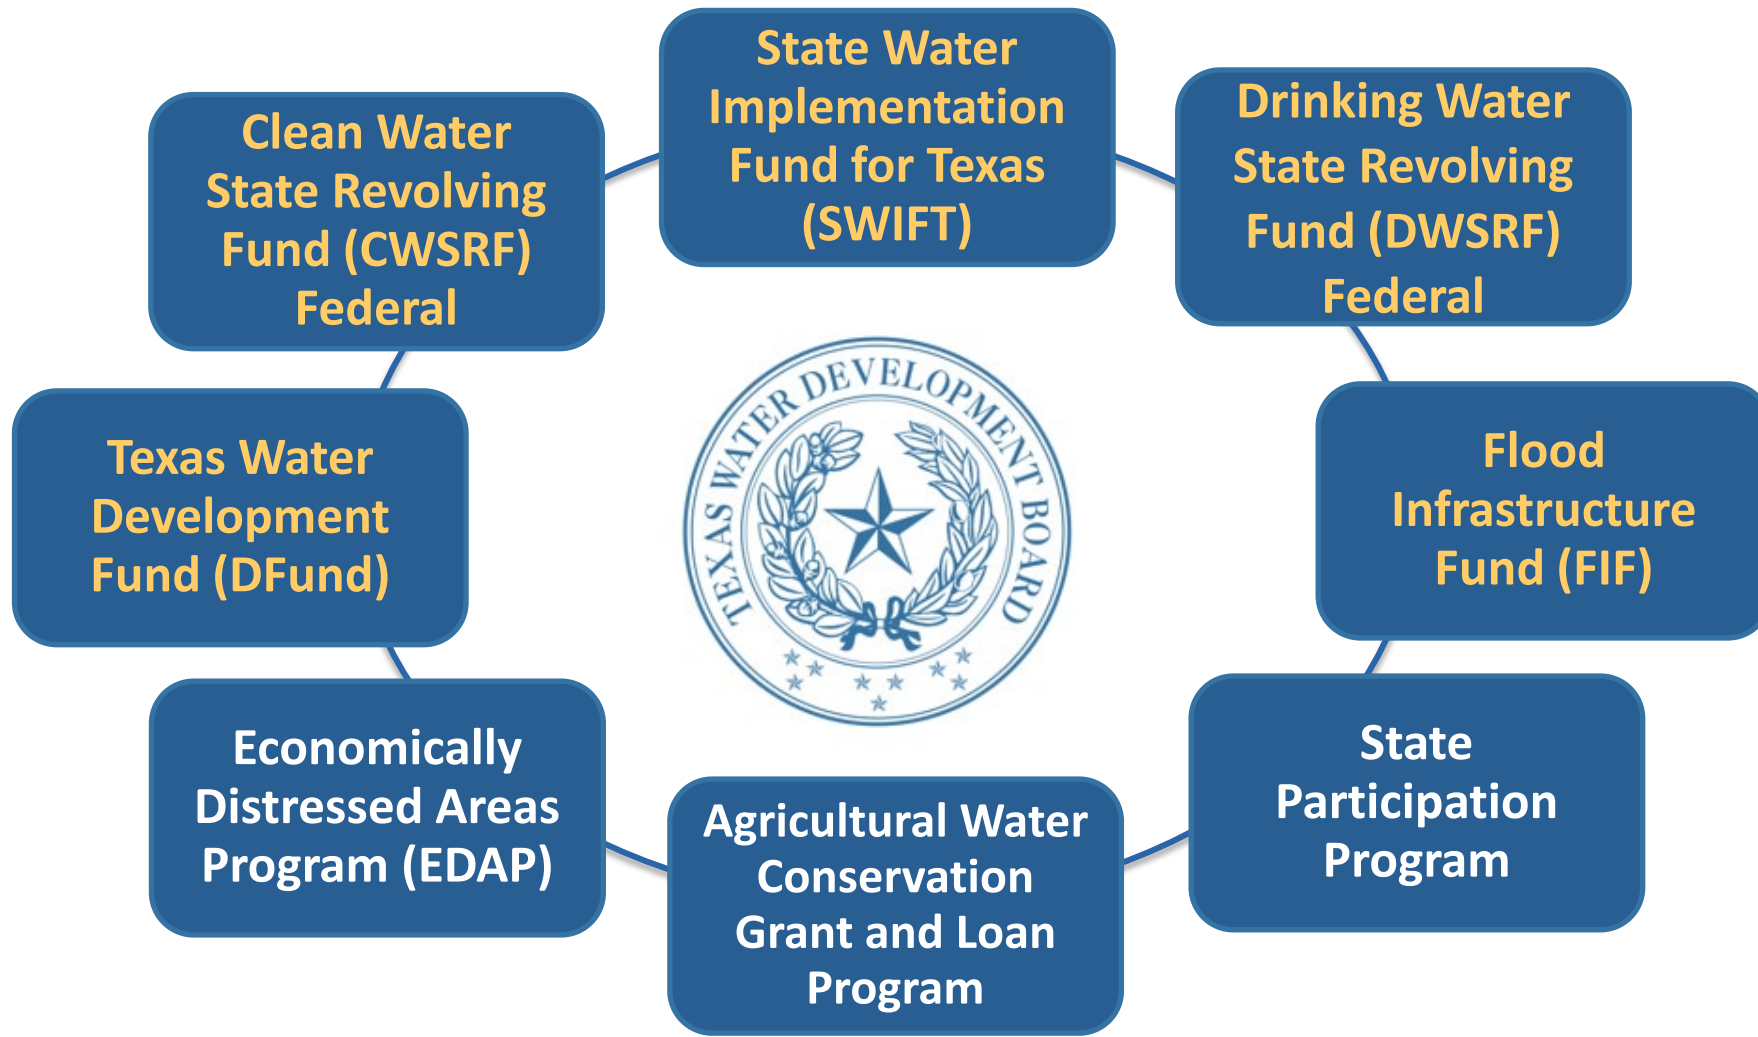 State Water
Implementation
Fund for Texas
(SWIFT)
Drinking Water
State Revolving
Fund (DWSRF)
Federal
Flood
Infrastructure
Fund (FIF)
State
Participation
Program
Agricultural Water
Conservation
Grant and Loan
Program
Economically
Distressed Areas
Program (EDAP)
Texas Water
Development
Fund (DFund)
Clean Water
State Revolving
Fund (CWSRF)
Federal
TEXAS WATER DEVELOPMENT BOARD